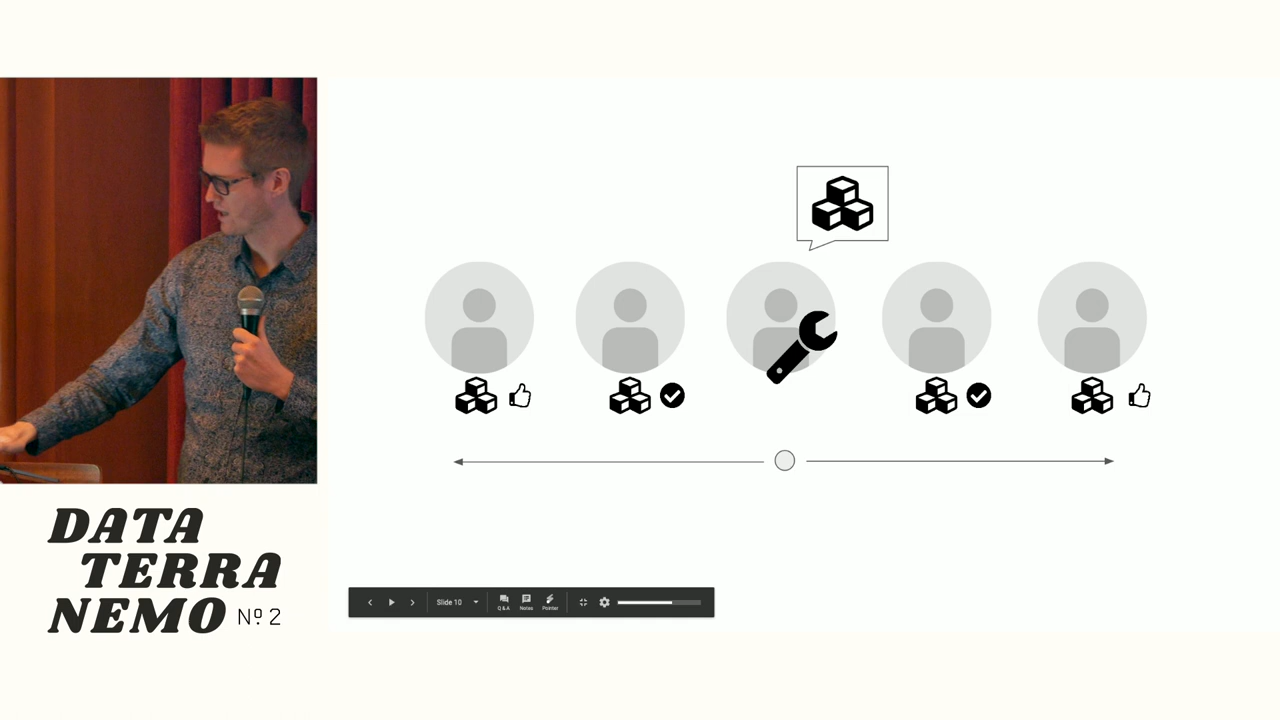 DATA
TERRA
NEMO Nº 2
Slide 10
Q & A
Notes
Pointer